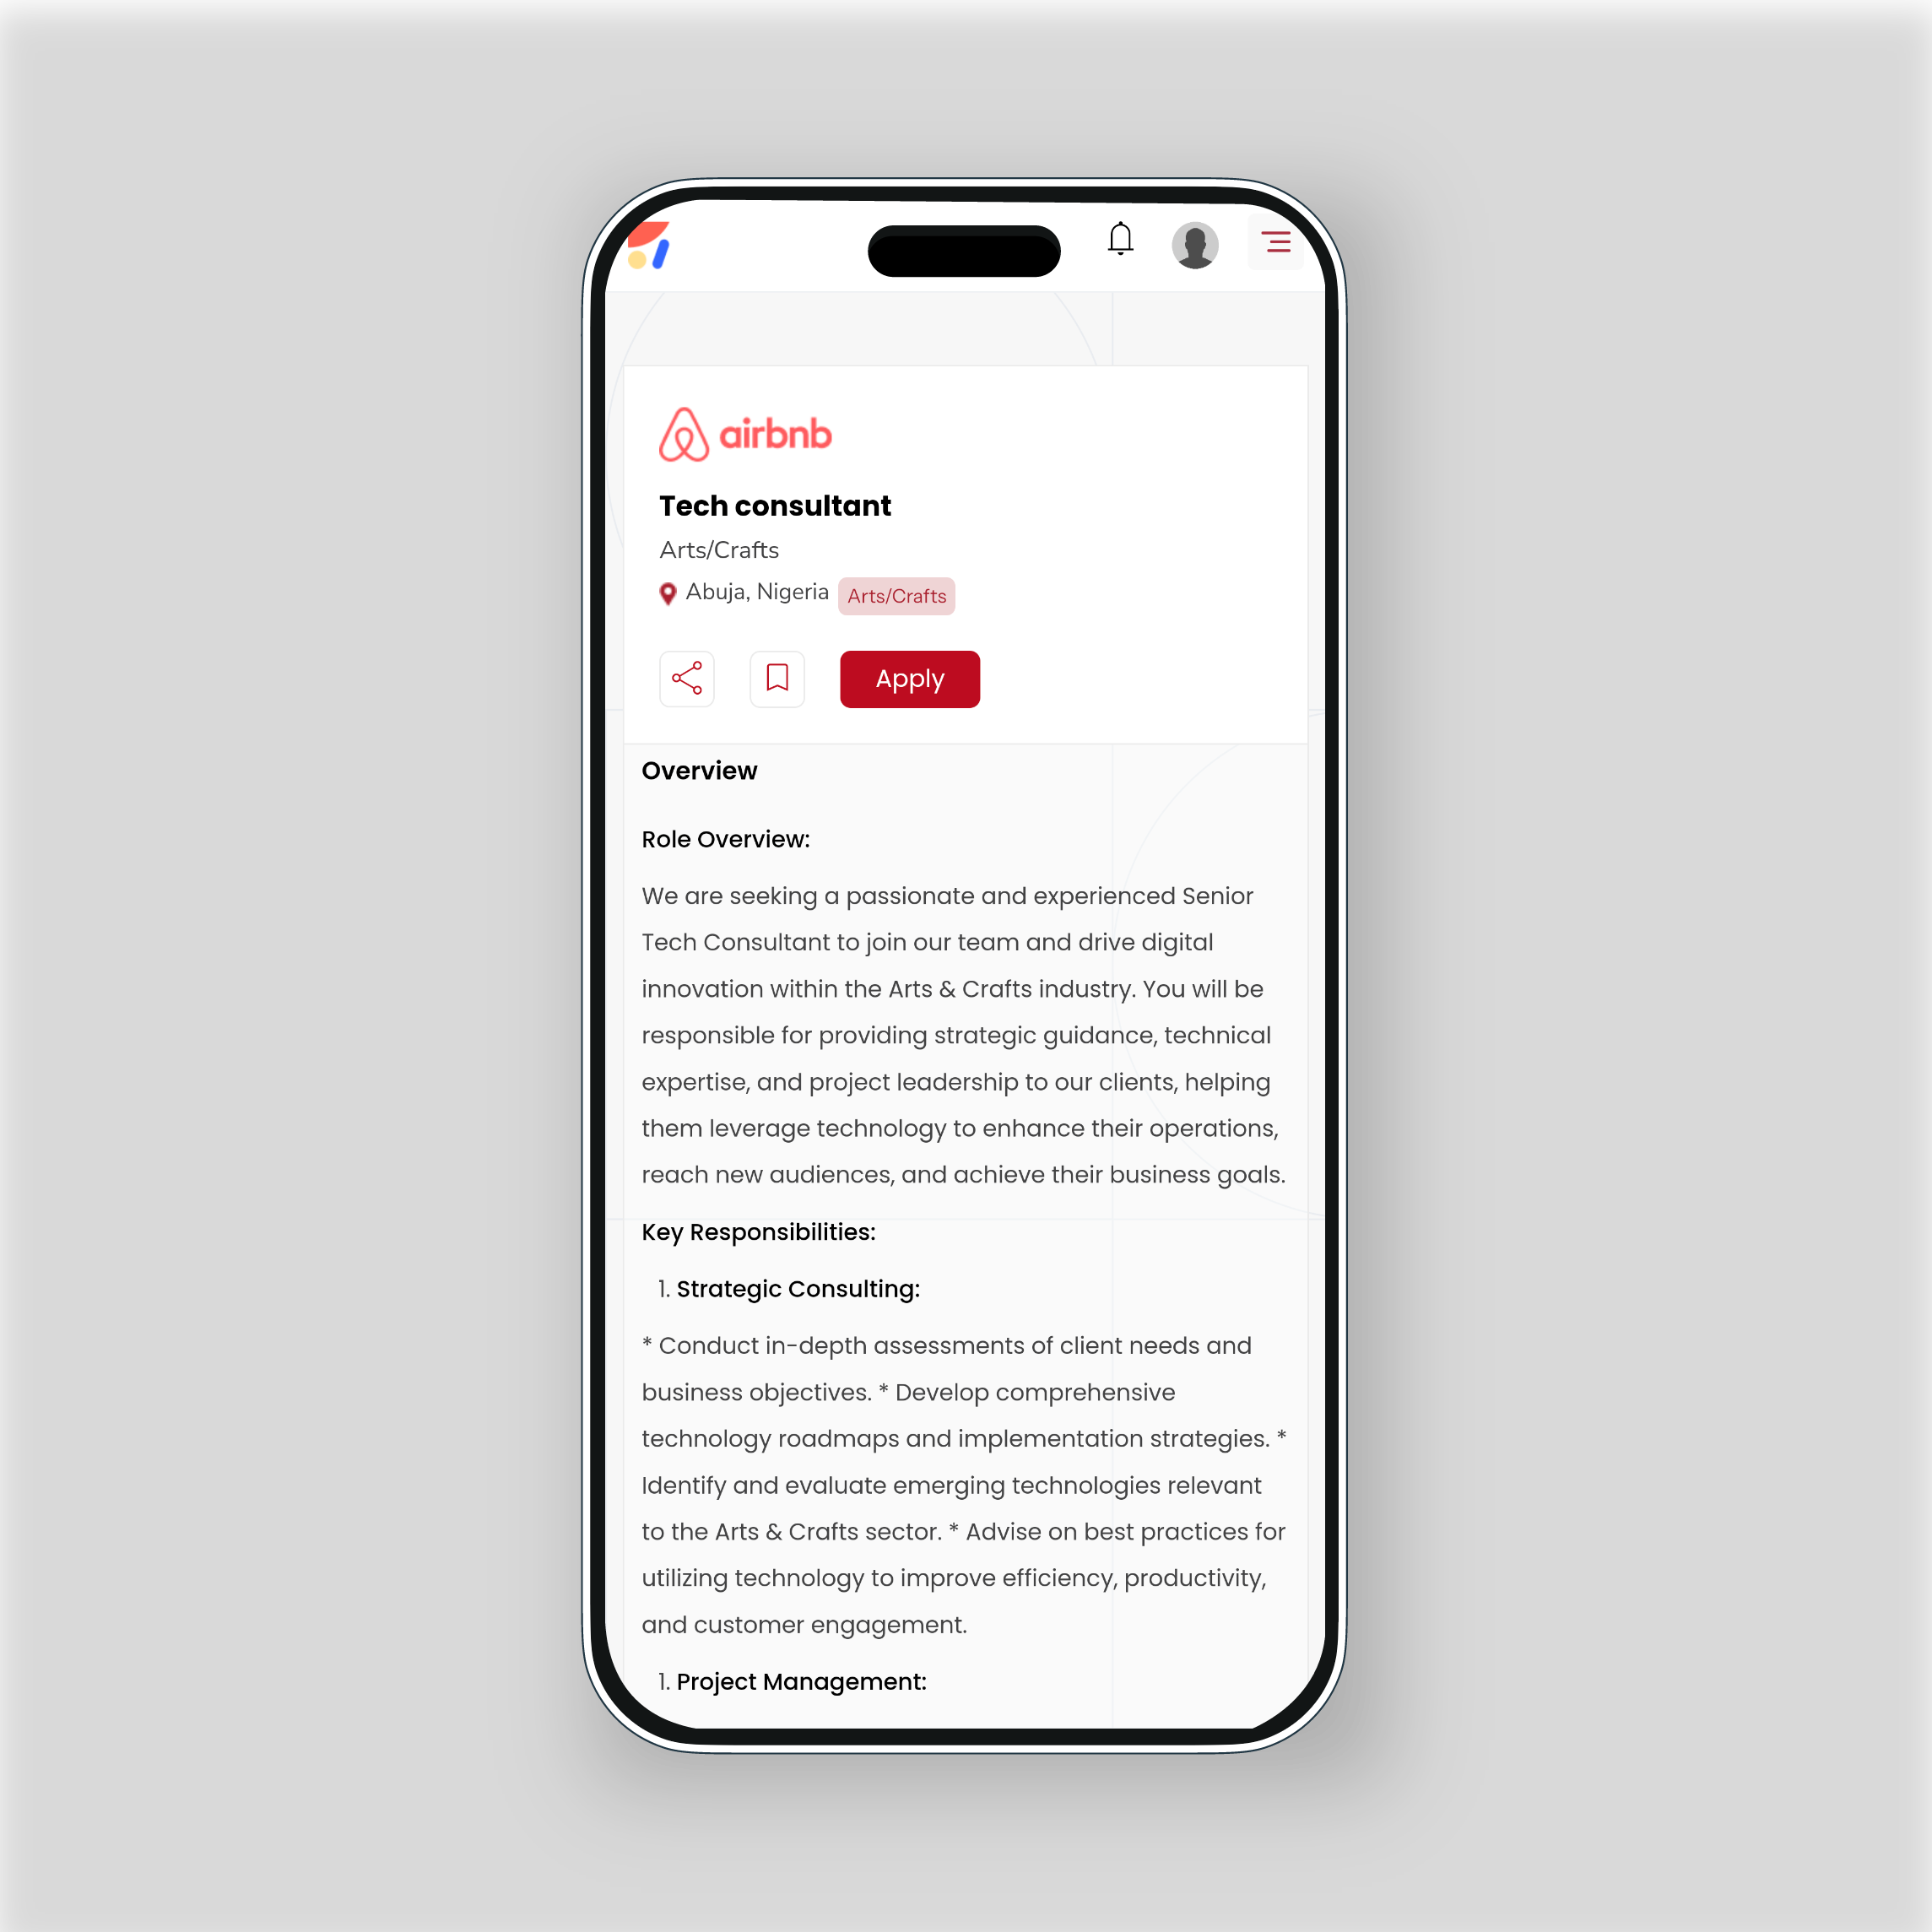 airbnb
Tech consultant
Arts/Crafts
Abuja, Nigeria Arts/Crafts
Apply
Overview
Role Overview:
We are seeking a passionate and experienced Senior
Tech Consultant to join our team and drive digital
innovation within the Arts & Crafts industry. You will be
responsible for providing strategic guidance, technical
expertise, and project leadership to our clients, helping
them leverage technology to enhance their operations,
reach new audiences, and achieve their business goals.
Key Responsibilities:
1. Strategic Consulting:
* Conduct in-depth assessments of client needs and
business objectives. * Develop comprehensive
technology roadmaps and implementation strategies. *
Identify and evaluate emerging technologies relevant
to the Arts & Crafts sector. * Advise on best practices for
utilizing technology to improve efficiency, productivity,
and customer engagement.
1. Project Management: